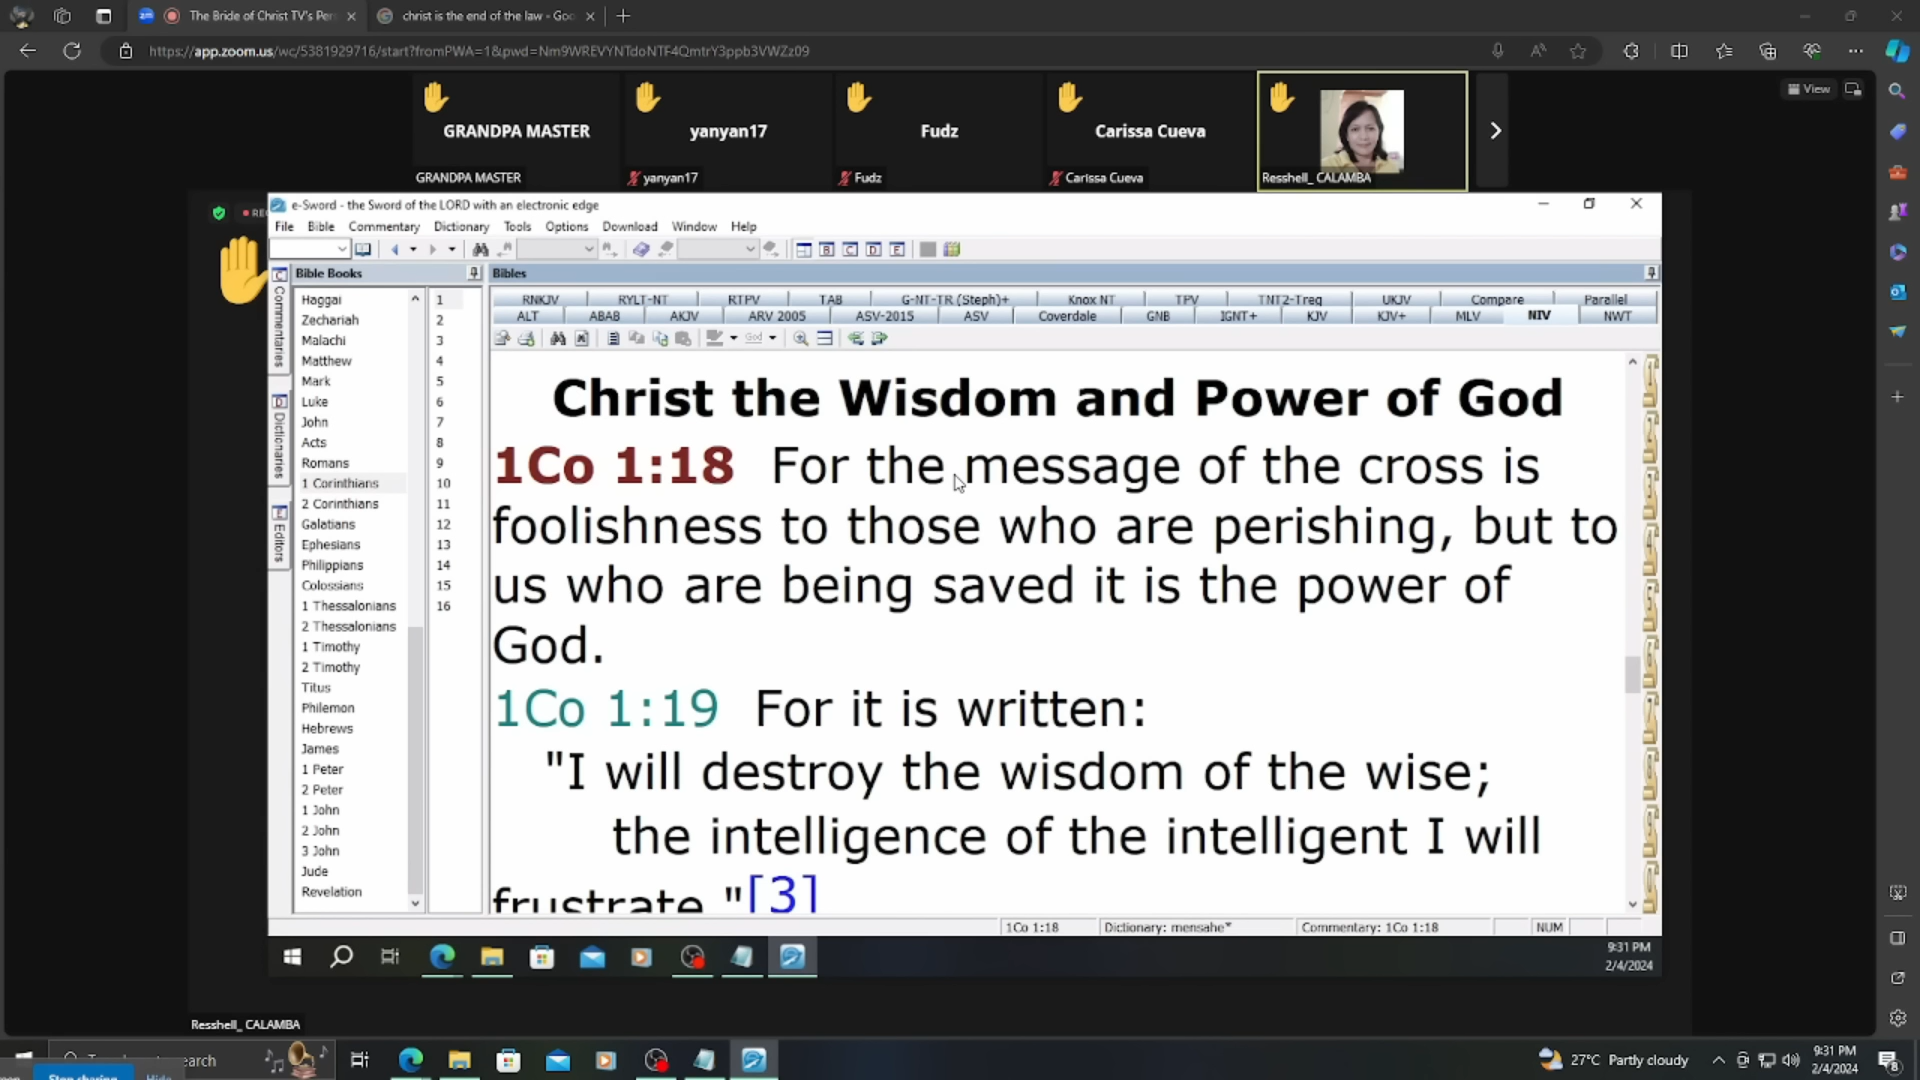 The Bride of Christ TV's Per
christ is the end of the law - Goo
https://app.zoom.us/wc/5381929716/start?fromPWA=1&pwd=Nm9WREVYNTdoNTF4QmtrY3ppb3VWZz09
View
GRANDPA MASTER
yanyan17
Fudz
Carissa Cueva
GRANDPA MASTER
yanyan17
Fudz
Carissa Cueva
Resshell_ CALAMBA
e-Sword - the Sword of the LORD with an electronic edge
File Bible Commentary Dictionary Tools Options Download Window Help
Bible Books
Bibles
Commentaries
Dictionaries
Editors
Haggai
Zechariah
Malachi
Matthew
Mark
Luke
John
Acts
Romans
1 Corinthians
2 Corinthians
Galatians
Ephesians
Philippians
Colossians
1 Thessalonians
2 Thessalonians
1 Timothy
2 Timothy
Titus
Philemon
Hebrews
James
1 Peter
2 Peter
1 John
2 John
3 John
Jude
Revelation
1
2
3
4
5
6
7
8
9
10
11
12
13
14
15
16
RNKJV RYLT-NT RTPV TAB G-NT-TR (Steph)+ Knox NT TPV TNT2-Treg UKJV Compare Parallel
ALT ABAB AKJV ARV 2005 ASV-2015 ASV Coverdale GNB IGNT+ KJV KJV+ MLV NIV NWT
Christ the Wisdom and Power of God
1Co 1:18 For the message of the cross is
foolishness to those who are perishing, but to
us who are being saved it is the power of
God.
1Co 1:19 For it is written:
"I will destroy the wisdom of the wise;
the intelligence of the intelligent I will
frustrate."[3]
1Co 1:18 Dictionary: mensahe* Commentary: 1Co 1:18 NUM
9:31 PM
2/4/2024
Resshell_ CALAMBA
Stop sharing Hide
27°C Partly cloudy
9:31 PM
2/4/2024